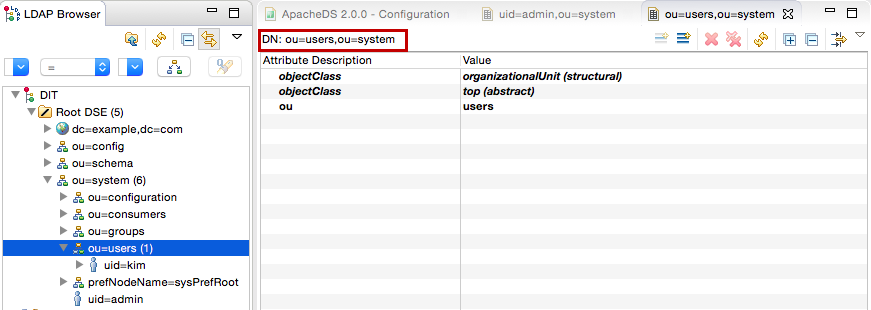 LDAP Browser
=
DIT
Root DSE (5)
dc=example,dc=com
ou=config
ou=schema
ou=system (6)
ou=configuration
ou=consumers
ou=groups
ou=users (1)
uid=kim
prefNodeName=sysPrefRoot
uid=admin
ApacheDS 2.0.0 - Configuration
uid=admin,ou=system
ou=users,ou=system
DN: ou=users,ou=system
Attribute Description Value
objectClass organizationalUnit (structural)
objectClass top (abstract)
ou users